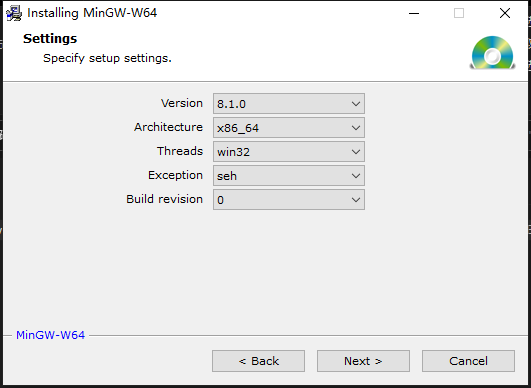 Installing MinGW-W64
Settings
Specify setup settings.
Version 8.1.0
Architecture x86_64
Threads win32
Exception seh
Build revision 0
MinGW-W64
< Back Next > Cancel